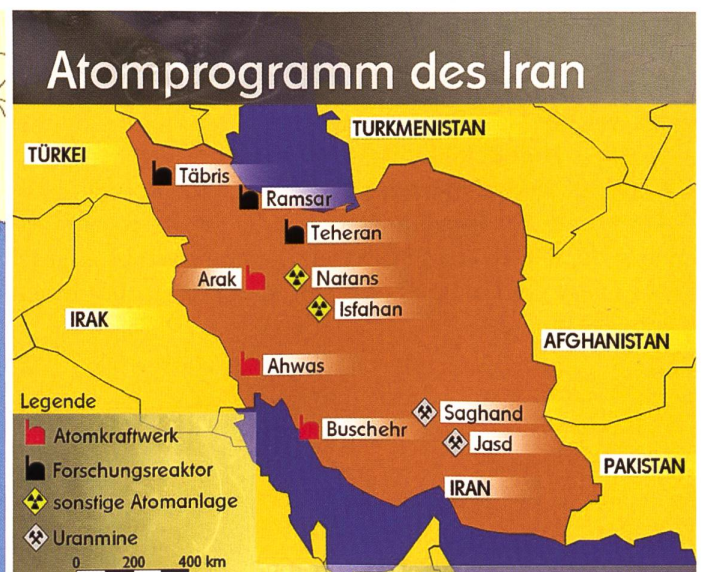 Atomprogramm des Iran
TURKMENISTAN
TÜRKEI
Täbris
Ramsar
Teheran
Arak
Natans
Isfahan
IRAK
AFGHANISTAN
Ahwas
Legende
Atomkraftwerk
Forschungsreaktor
sonstige Atomanlage
Uranmine
Saghand
Buschehr
Jasd
PAKISTAN
IRAN
0 200 400 km